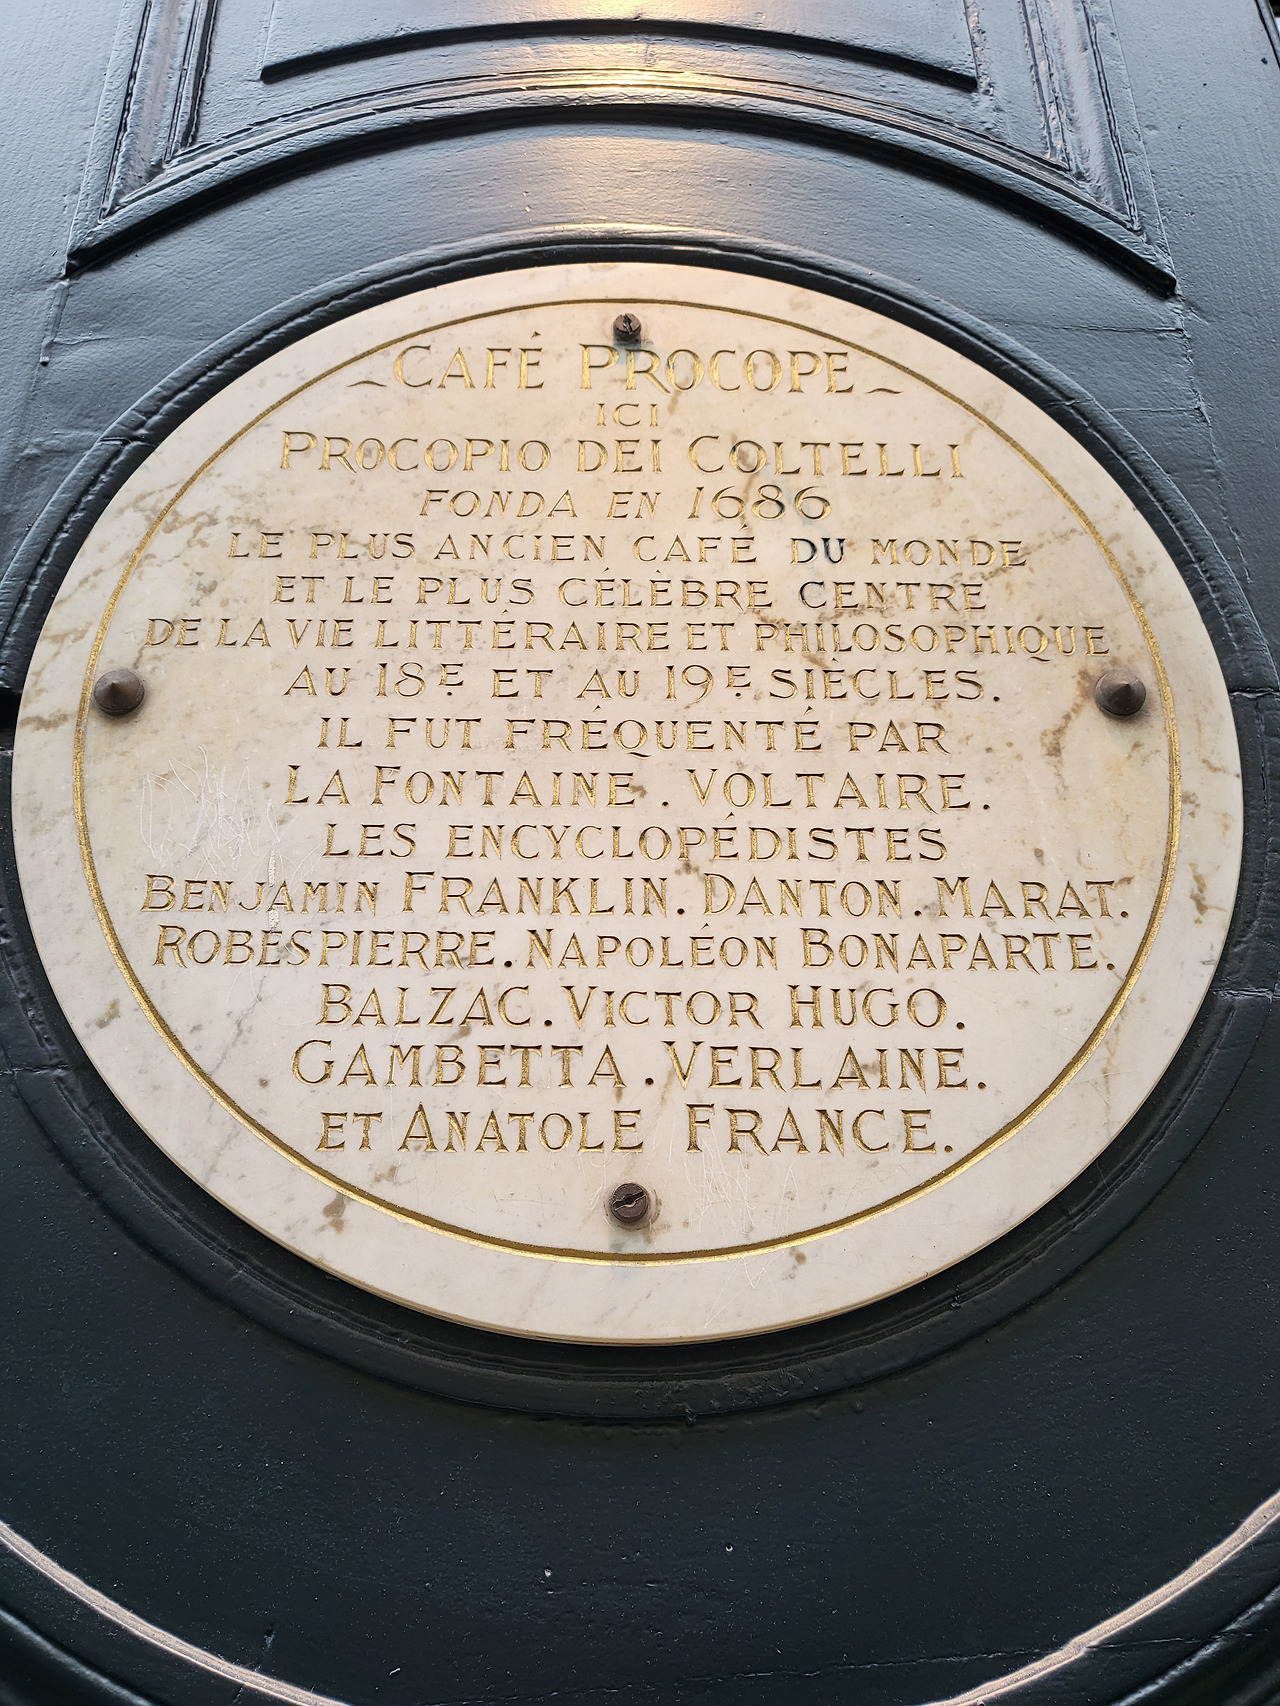 ~CAFÉ PROCOPE~
ICI
PROCOPIO DEI COLTELLI
FONDA EN 1686
LE PLUS ANCIEN CAFÉ DU MONDE
ET LE PLUS CÉLÈBRE CENTRE
DE LA VIE LITTÉRAIRE ET PHILOSOPHIQUE
AU 18E ET AU 19E SIÈCLES.
IL FUT FRÉQUENTÉ PAR
LA FONTAINE . VOLTAIRE.
LES ENCYCLOPÉDISTES
BENJAMIN FRANKLIN. DANTON. MARAT.
ROBESPIERRE. NAPOLÉON BONAPARTE.
BALZAC. VICTOR HUGO.
GAMBETTA. VERLAINE.
ET ANATOLE FRANCE.